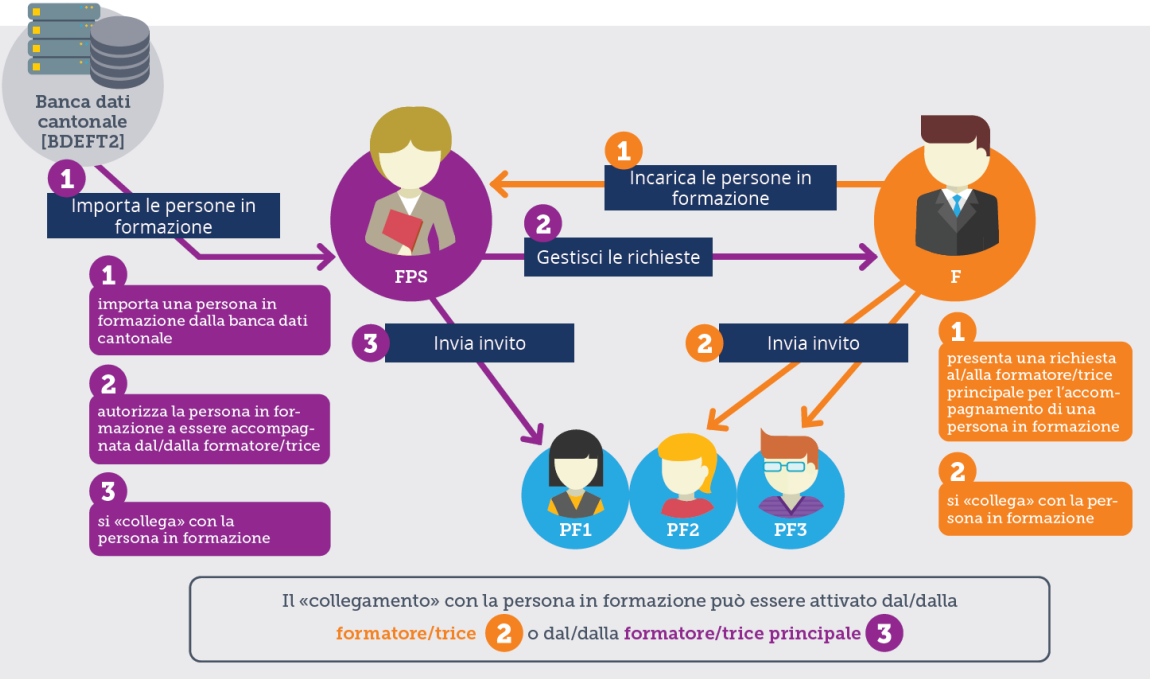 Banca dati
cantonale
[BDEFT2]
1
Importa le persone in
formazione
1
importa una persona in
formazione dalla banca dati
cantonale
2
autorizza la persona in for-
mazione a essere accompag-
nata dal/dalla formatore/trice
3
si «collega» con la
persona in formazione
FPS
1
Incarica le persone in
formazione
2
Gestisci le richieste
F
3
Invia invito
2
Invia invito
1
presenta una richiesta
al/alla formatore/trice
principale per l'accom-
pagnamento di una
persona in formazione
2
si «collega» con la per-
sona in formazione
PF1
PF2
PF3
Il «collegamento» con la persona in formazione può essere attivato dal/dalla
formatore/trice 2 o dal/dalla formatore/trice principale 3